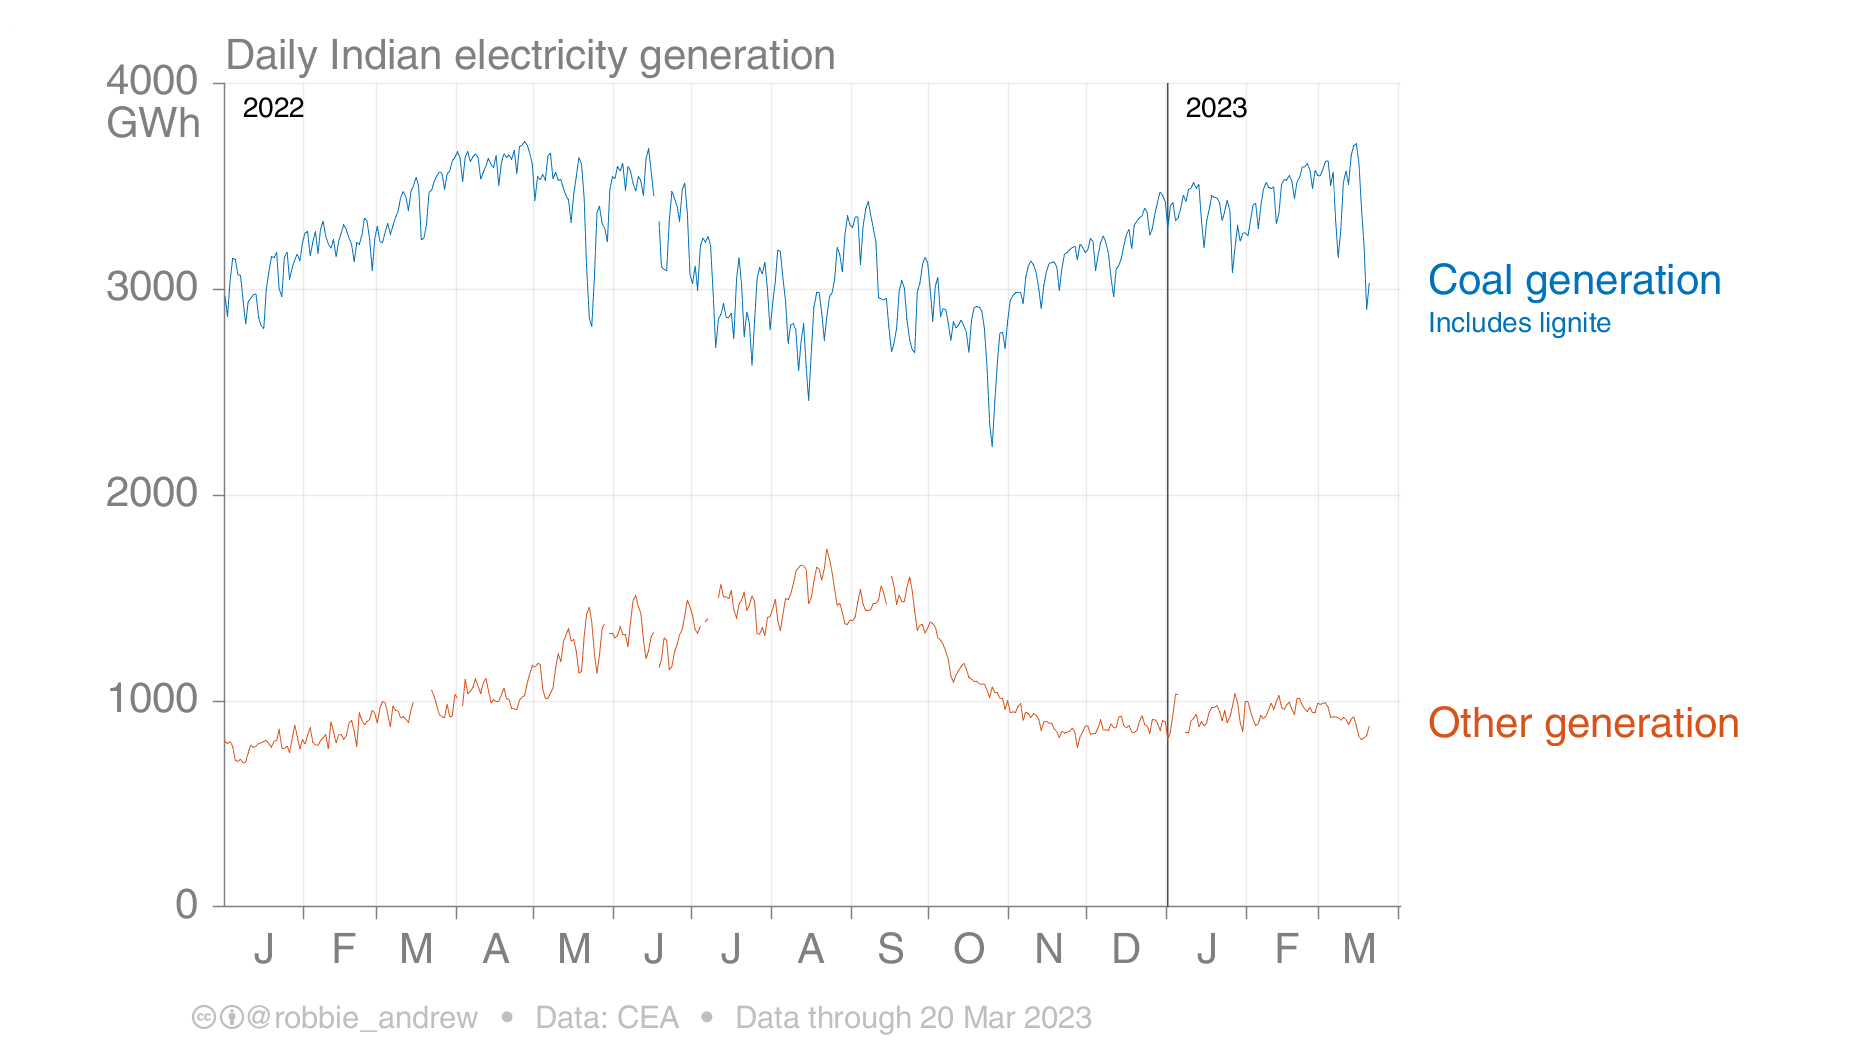 Daily Indian electricity generation
4000
GWh
2022
2023
3000
2000
1000
0
Coal generation
Includes lignite
Other generation
J F M A M J J A S O N D J F M
@robbie_andrew • Data: CEA • Data through 20 Mar 2023